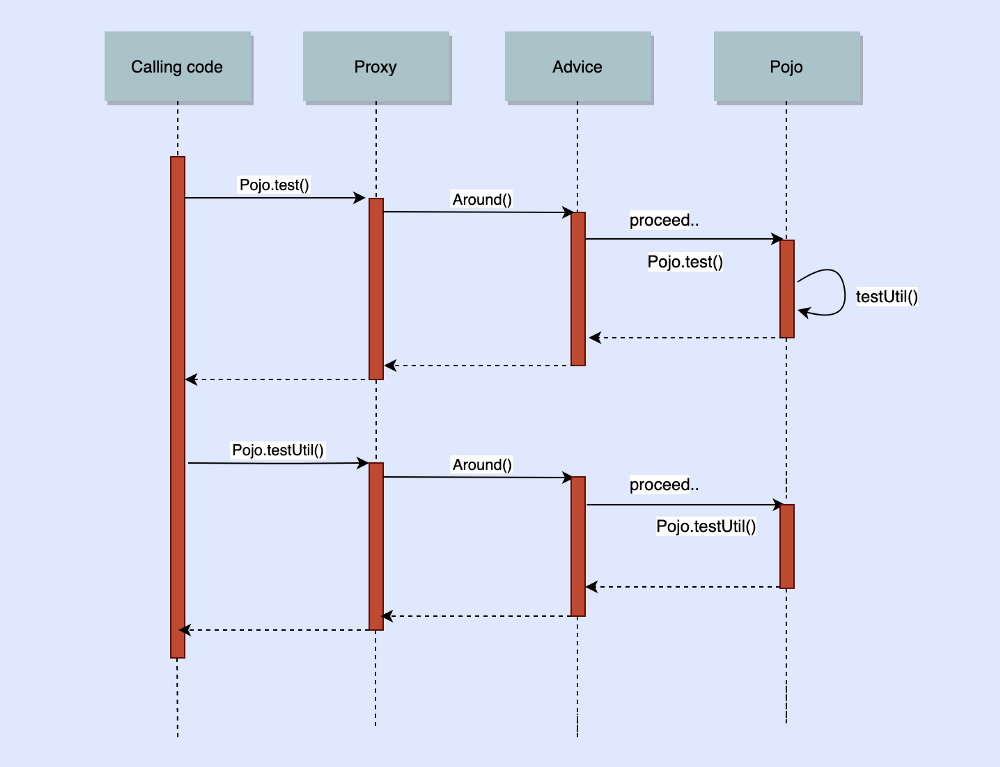 Calling code
Proxy
Advice
Pojo
Pojo.test()
Around()
proceed..
Pojo.test()
testUtil()
Pojo.testUtil()
Around()
proceed..
Pojo.testUtil()